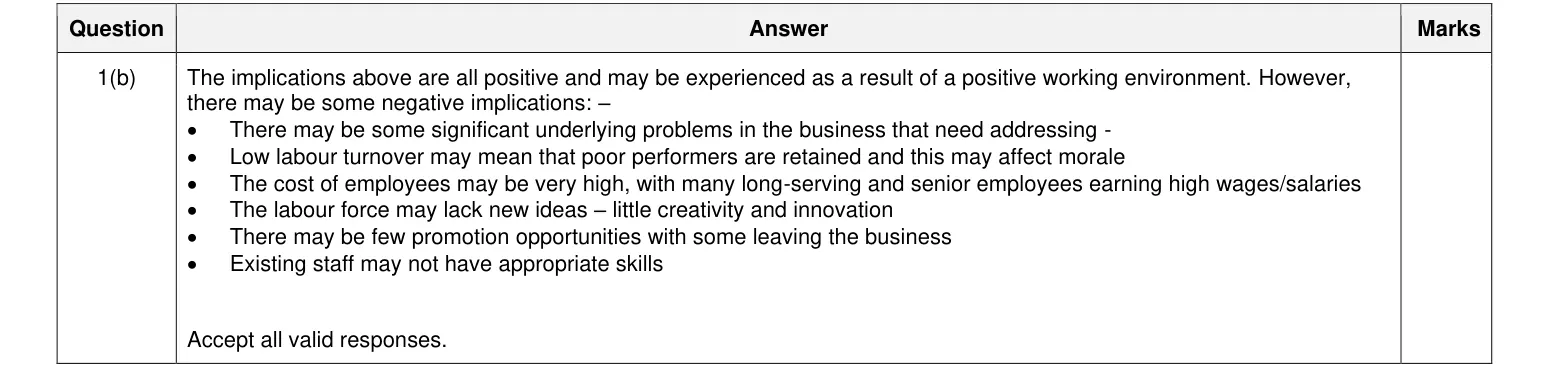 Question Answer Marks
1(b) The implications above are all positive and may be experienced as a result of a positive working environment. However,
there may be some negative implications: –
• There may be some significant underlying problems in the business that need addressing -
• Low labour turnover may mean that poor performers are retained and this may affect morale
• The cost of employees may be very high, with many long-serving and senior employees earning high wages/salaries
• The labour force may lack new ideas – little creativity and innovation
• There may be few promotion opportunities with some leaving the business
• Existing staff may not have appropriate skills
Accept all valid responses.